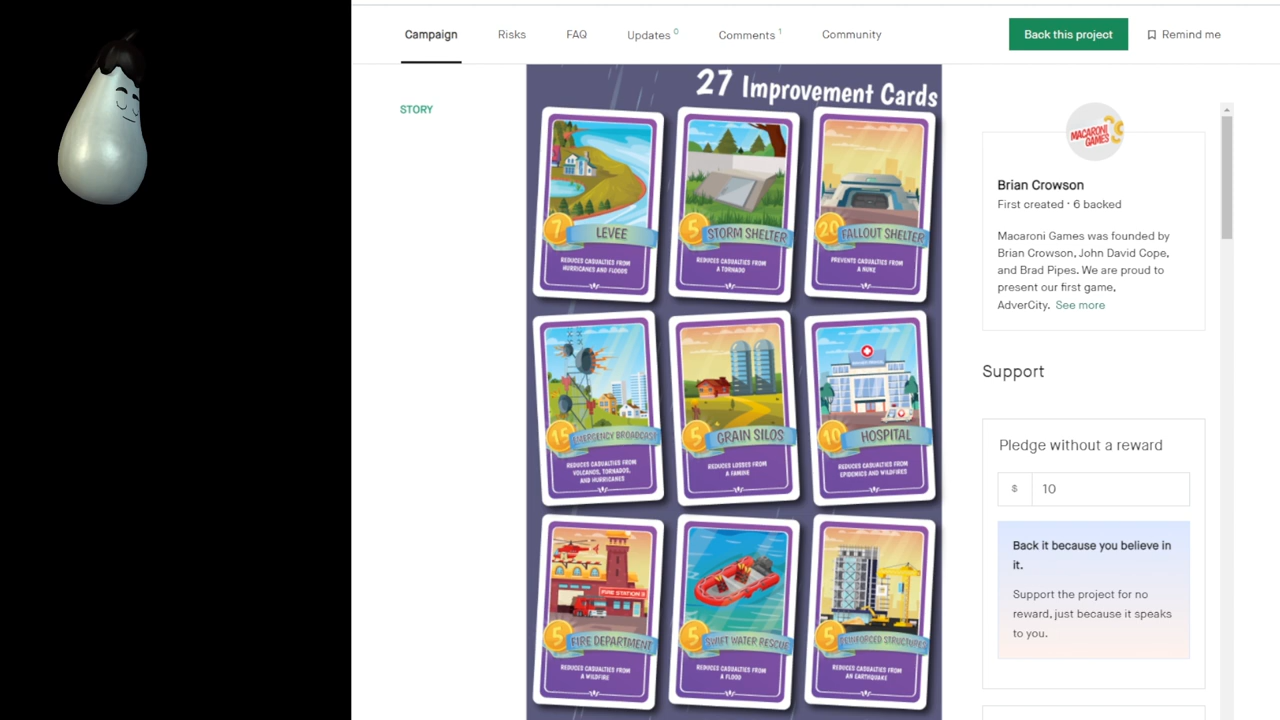 Campaign
Risks
FAQ
Updates 0
Comments 1
Community
Back this project
Remind me
STORY
27 Improvement Cards
7
LEVEE
REDUCES CASUALTIES FROM
HURRICANES AND FLOODS
5
STORM SHELTER
REDUCES CASUALTIES FROM
A TORNADO
20
FALLOUT SHELTER
PREVENTS CASUALTIES FROM
A NUKE
15
EMERGENCY BROADCAST
REDUCES CASUALTIES FROM
VOLCANOS, TORNADOS,
AND HURRICANES
5
GRAIN SILOS
REDUCES LOSSES FROM
A FAMINE
10
HOSPITAL
REDUCES CASUALTIES FROM
EPIDEMICS AND WILDFIRES
FIRE STATION
5
FIRE DEPARTMENT
REDUCES CASUALTIES FROM
A WILDFIRE
5
SWIFT WATER RESCUE
REDUCES CASUALTIES FROM
A FLOOD
5
REINFORCED STRUCTURES
REDUCES CASUALTIES FROM
AN EARTHQUAKE
MACARONI
GAMES
Brian Crowson
First created · 6 backed
Macaroni Games was founded by
Brian Crowson, John David Cope,
and Brad Pipes. We are proud to
present our first game,
AdverCity. See more
Support
Pledge without a reward
$ 10
Back it because you believe in
it.
Support the project for no
reward, just because it speaks
to you.